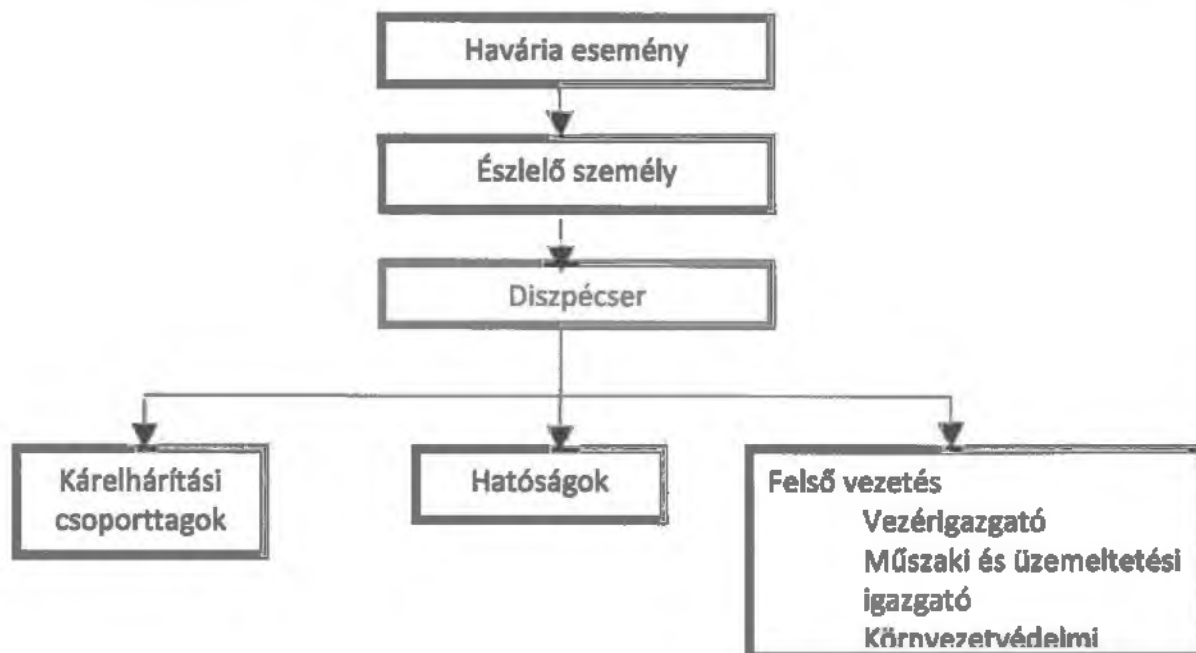 Havária esemény
Észlelő személy
Diszpécser
Kárelhárítási
csoporttagok
Hatóságok
Felső vezetés
Vezérigazgató
Műszaki és üzemeltetési
igazgató
Környezetvédelmi